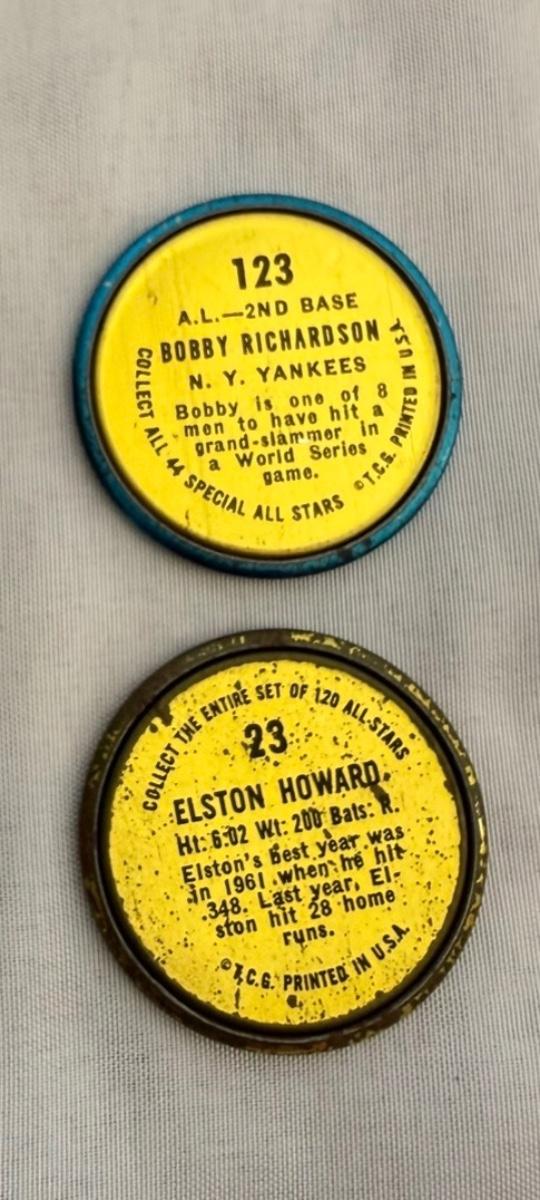 123
A.L.—2ND BASE
BOBBY RICHARDSON
N. Y. YANKEES
Bobby is one of 8
men to have hit a
grand-slammer in
a World Series
game.
COLLECT ALL 44 SPECIAL ALL STARS ©T.C.G. PRINTED IN USA
COLLECT THE ENTIRE SET OF 120 ALL-STARS
23
ELSTON HOWARD
Ht: 6:02 Wt: 200 Bats: R.
Elston's best year was
in 1961 when he hit
.348. Last year, El-
ston hit 28 home
runs.
©T.C.G. PRINTED IN U.S.A.